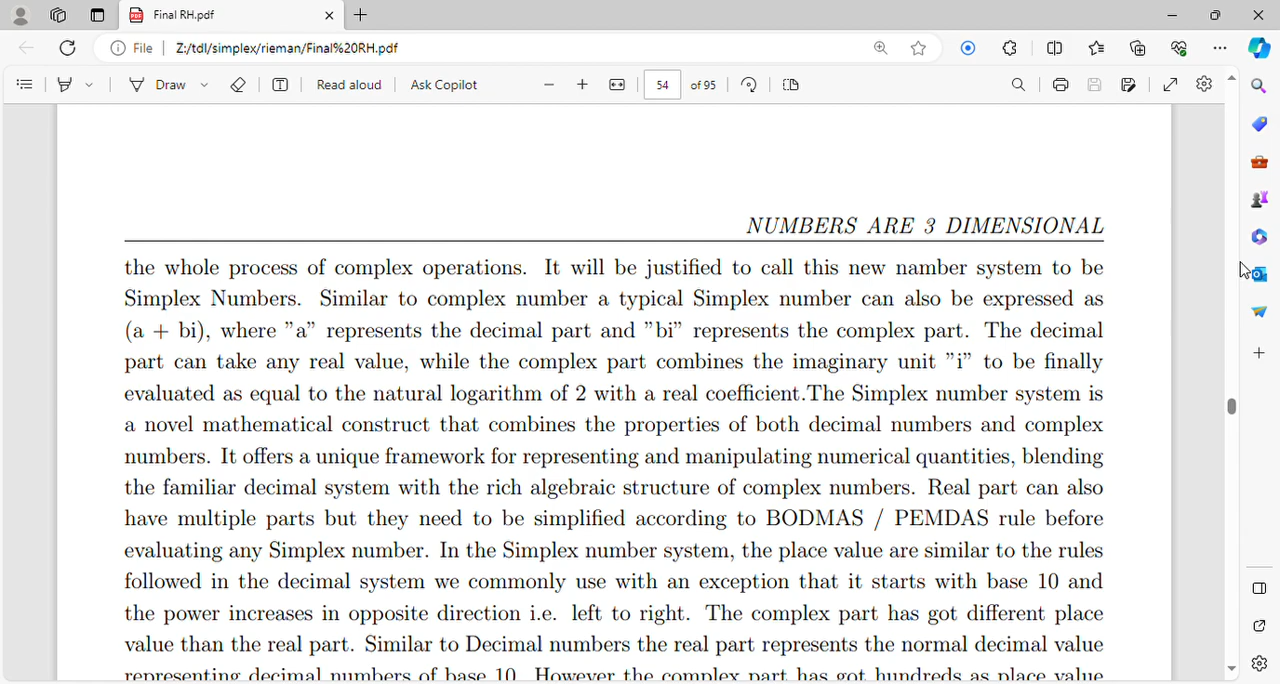 Final RH.pdf
File
Z:/tdl/simplex/rieman/Final%20RH.pdf
Draw
Read aloud
Ask Copilot
54 of 95
NUMBERS ARE 3 DIMENSIONAL
the whole process of complex operations. It will be justified to call this new namber system to be
Simplex Numbers. Similar to complex number a typical Simplex number can also be expressed as
(a + bi), where ”a” represents the decimal part and ”bi” represents the complex part. The decimal
part can take any real value, while the complex part combines the imaginary unit ”i” to be finally
evaluated as equal to the natural logarithm of 2 with a real coefficient.The Simplex number system is
a novel mathematical construct that combines the properties of both decimal numbers and complex
numbers. It offers a unique framework for representing and manipulating numerical quantities, blending
the familiar decimal system with the rich algebraic structure of complex numbers. Real part can also
have multiple parts but they need to be simplified according to BODMAS / PEMDAS rule before
evaluating any Simplex number. In the Simplex number system, the place value are similar to the rules
followed in the decimal system we commonly use with an exception that it starts with base 10 and
the power increases in opposite direction i.e. left to right. The complex part has got different place
value than the real part. Similar to Decimal numbers the real part represents the normal decimal value
representing decimal numbers of base 10. However the complex part has got hundreds as place value